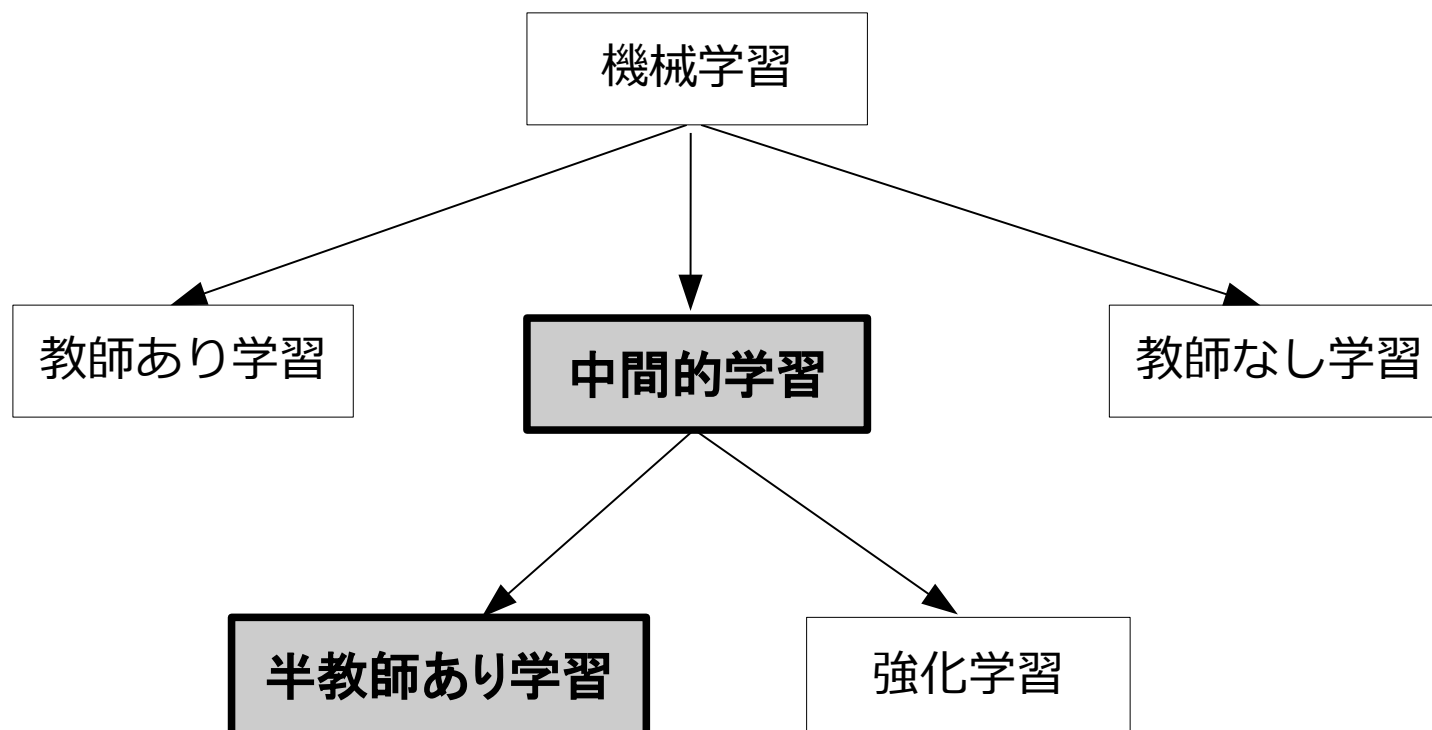 機械学習
教師あり学習
中間的学習
教師なし学習
半教師あり学習
強化学習